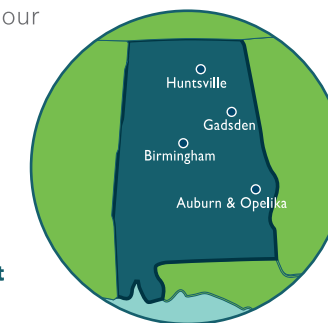 our
Huntsville
Gadsden
Birmingham
Auburn & Opelika